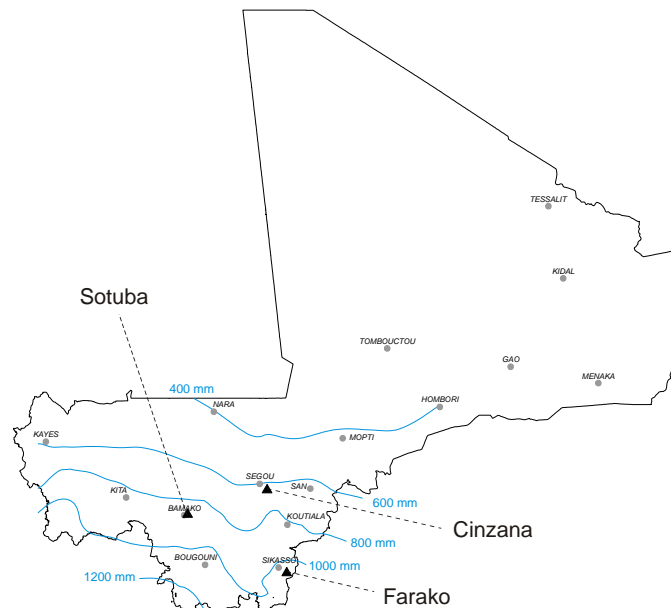 TESSALIT
KIDAL
Sotuba
TOMBOUCTOU
GAO
MENAKA
400 mm
NARA
HOMBORI
KAYES
MOPTI
SEGOU
SAN
KITA
600 mm
BAMAKO
KOUTIALA
Cinzana
800 mm
BOUGOUNI
SIKASSO
1000 mm
1200 mm
Farako